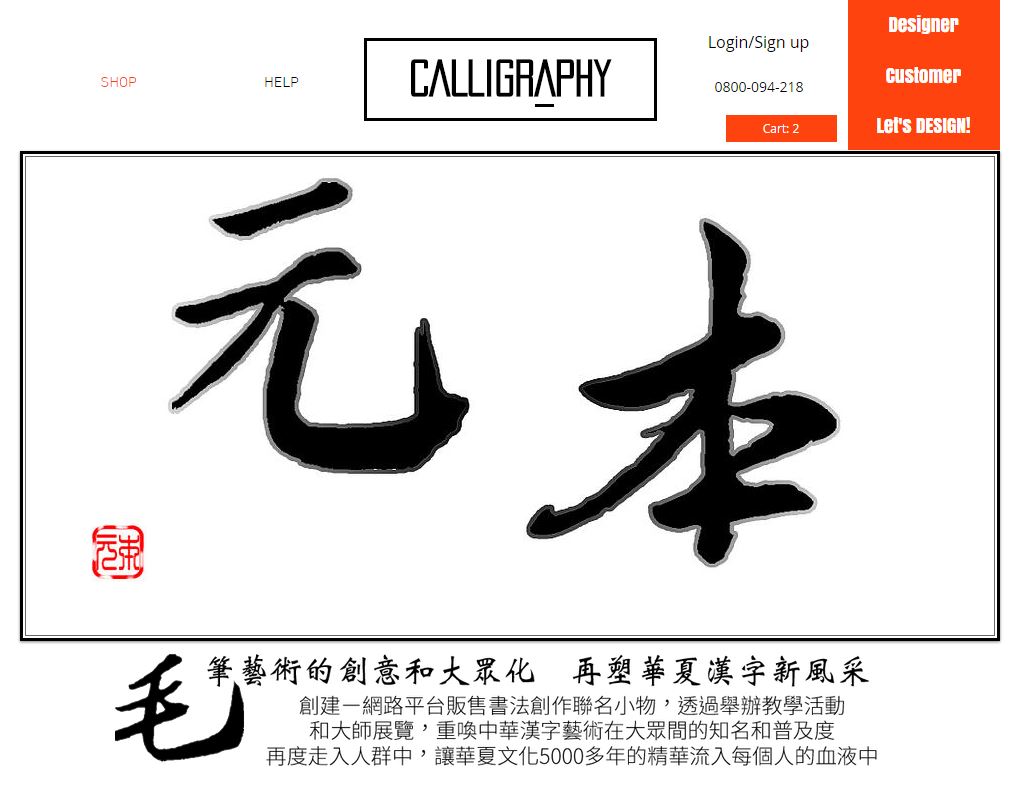 SHOP
HELP
CALLIGRAPHY
Login/Sign up
0800-094-218
Cart: 2
Designer
Customer
Let's DESIGN!
元本
毛筆藝術的創意和大眾化　再塑華夏漢字新風采
創建一網路平台販售書法創作聯名小物，透過舉辦教學活動
和大師展覽，重喚中華漢字藝術在大眾間的知名和普及度
再度走入人群中，讓華夏文化5000多年的精華流入每個人的血液中